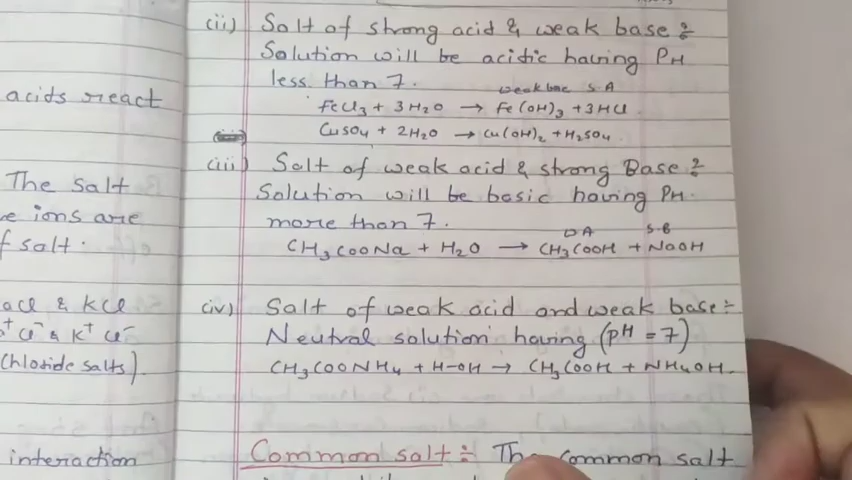 acids react
The salt
e ions are
f salt.
acl & KCl
+ Cl⁻ & K⁺ Cl⁻
(chloride salts).
interaction
(ii) Salt of strong acid & weak base :-
Solution will be acidic having PH
less than 7.
weak base S.A
FeCl3 + 3H2O → Fe(OH)3 + 3HCl.
CuSO4 + 2H2O → Cu(OH)2 + H2SO4.
(iii) Salt of weak acid & strong Base :-
Solution will be basic having PH.
more than 7.
S.B
CH3COONa + H2O → CH3COOH + NaOH
(iv) Salt of weak acid and weak base :-
Neutral solution having (pH = 7)
CH3COONH4 + H-OH → CH3COOH + NH4OH.
Common salt :- The common salt